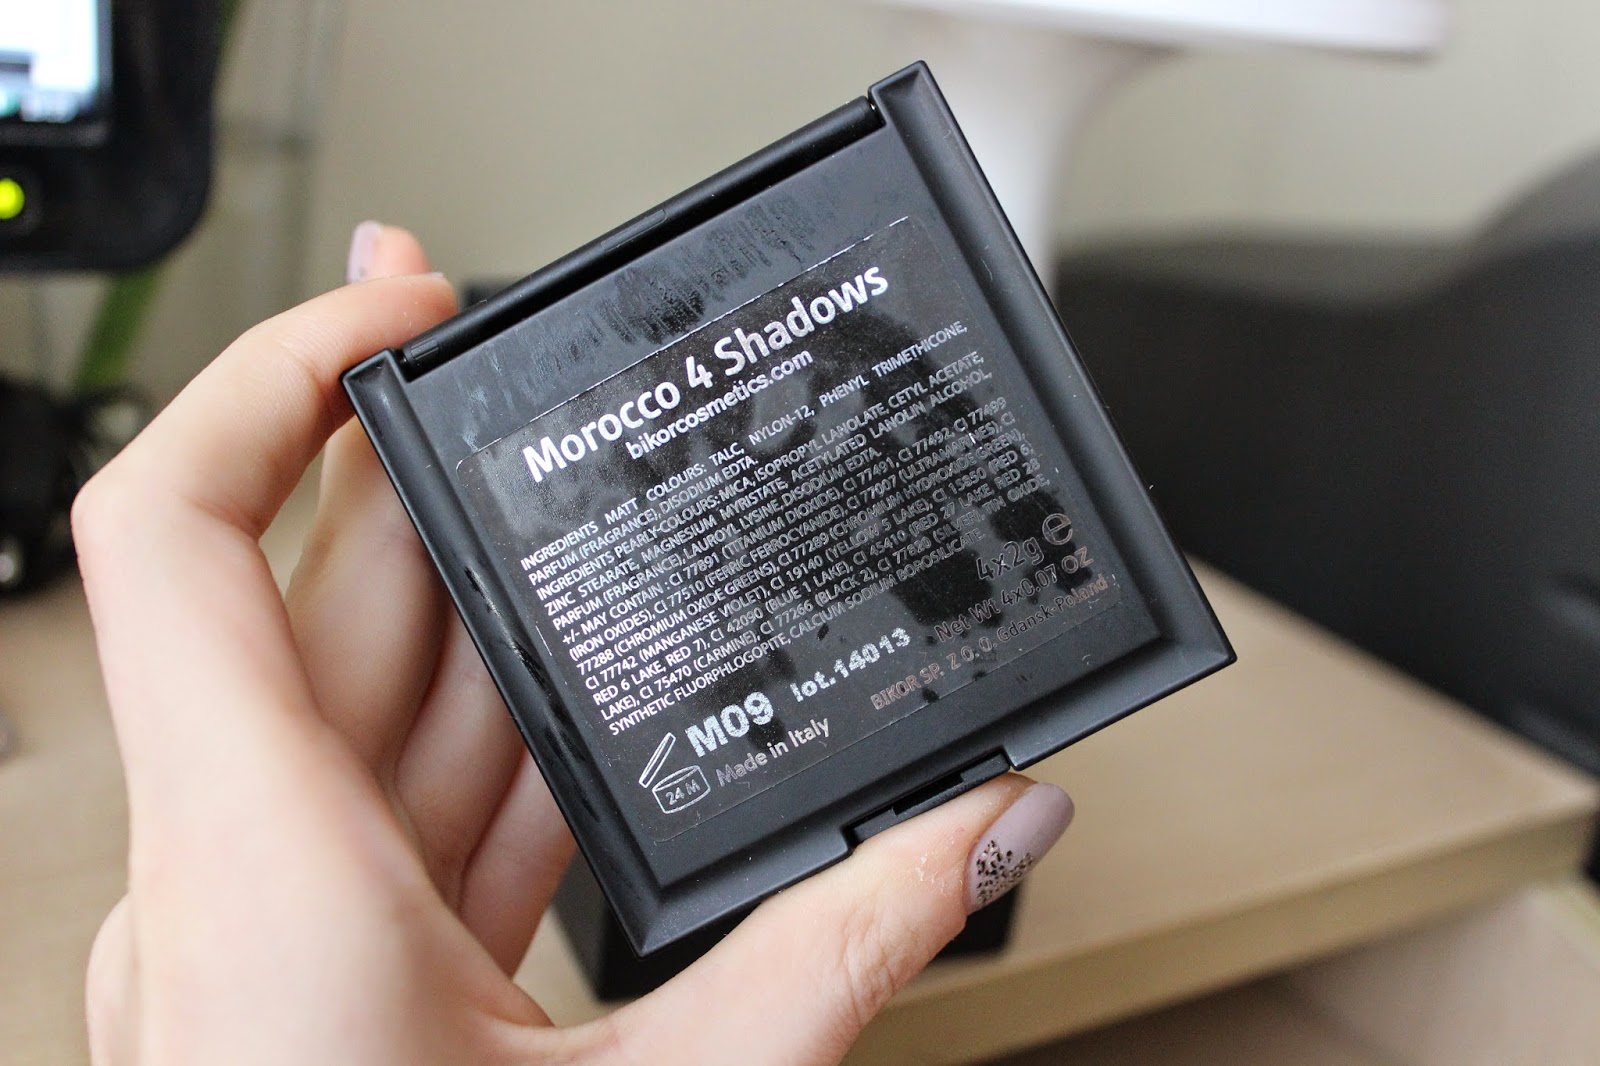 Morocco 4 Shadows
bikorcosmetics.com
INGREDIENTS MATT COLOURS: TALC, NYLON-12, PHENYL TRIMETHICONE,
PARFUM (FRAGRANCE), DISODIUM EDTA.
INGREDIENTS PEARLY-COLOURS: MICA, ISOPROPYL LANOLATE, CETYL ACETATE,
ZINC STEARATE, MAGNESIUM MYRISTATE, ACETYLATED LANOLIN ALCOHOL,
PARFUM (FRAGRANCE), LAUROYL LYSINE, DISODIUM EDTA.
+/- MAY CONTAIN : CI 77891 (TITANIUM DIOXIDE), CI 77491, CI 77492, CI 77499
(IRON OXIDES), CI 77510 (FERRIC FERROCYANIDE), CI 77007 (ULTRAMARINES), CI
77288 (CHROMIUM OXIDE GREENS), CI 77289 (CHROMIUM HYDROXIDE GREEN),
CI 77742 (MANGANESE VIOLET), CI 19140 (YELLOW 5 LAKE), CI 15850 (RED 6,
RED 6 LAKE, RED 7), CI 42090 (BLUE 1 LAKE), CI 45410 (RED 27 LAKE, RED 28
LAKE), CI 75470 (CARMINE), CI 77266 (BLACK 2), CI 77820 (SILVER), TIN OXIDE,
SYNTHETIC FLUORPHLOGOPITE, CALCIUM SODIUM BOROSILICATE
4x2g ℮
M09 lot.14013 Net Wt 4x0.07 OZ
24 M Made in Italy BIKOR SP. Z O. O. Gdansk-Poland